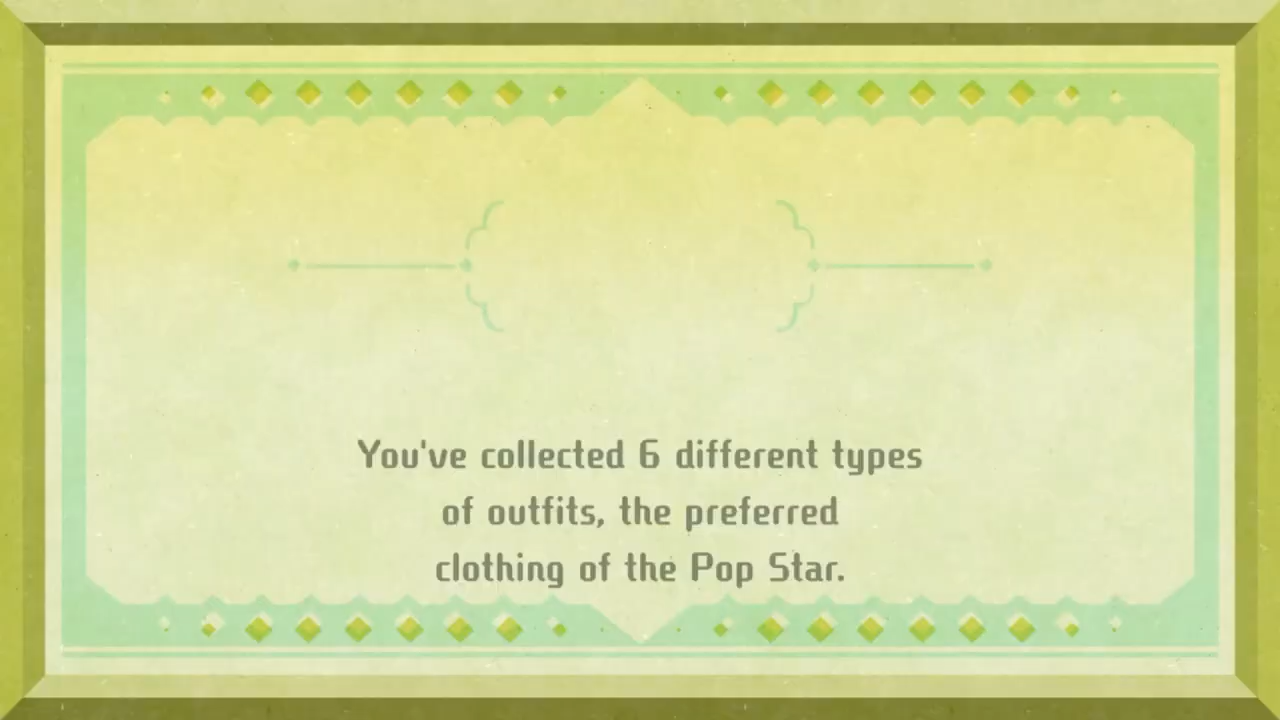 You've collected 6 different types
of outfits, the preferred
clothing of the Pop Star.